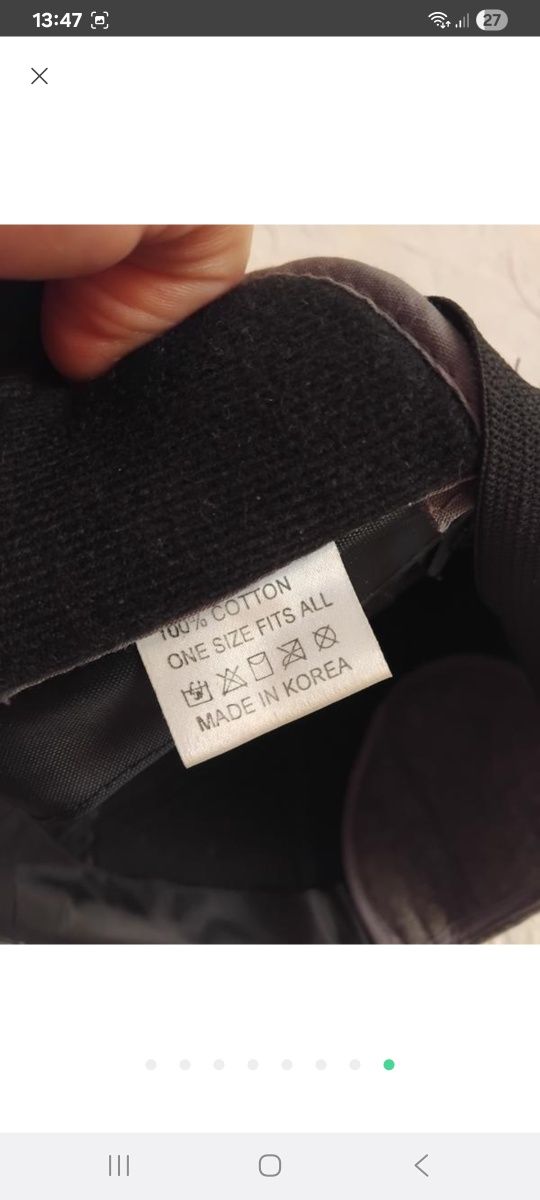 13:47
27
100% COTTON
ONE SIZE FITS ALL
MADE IN KOREA